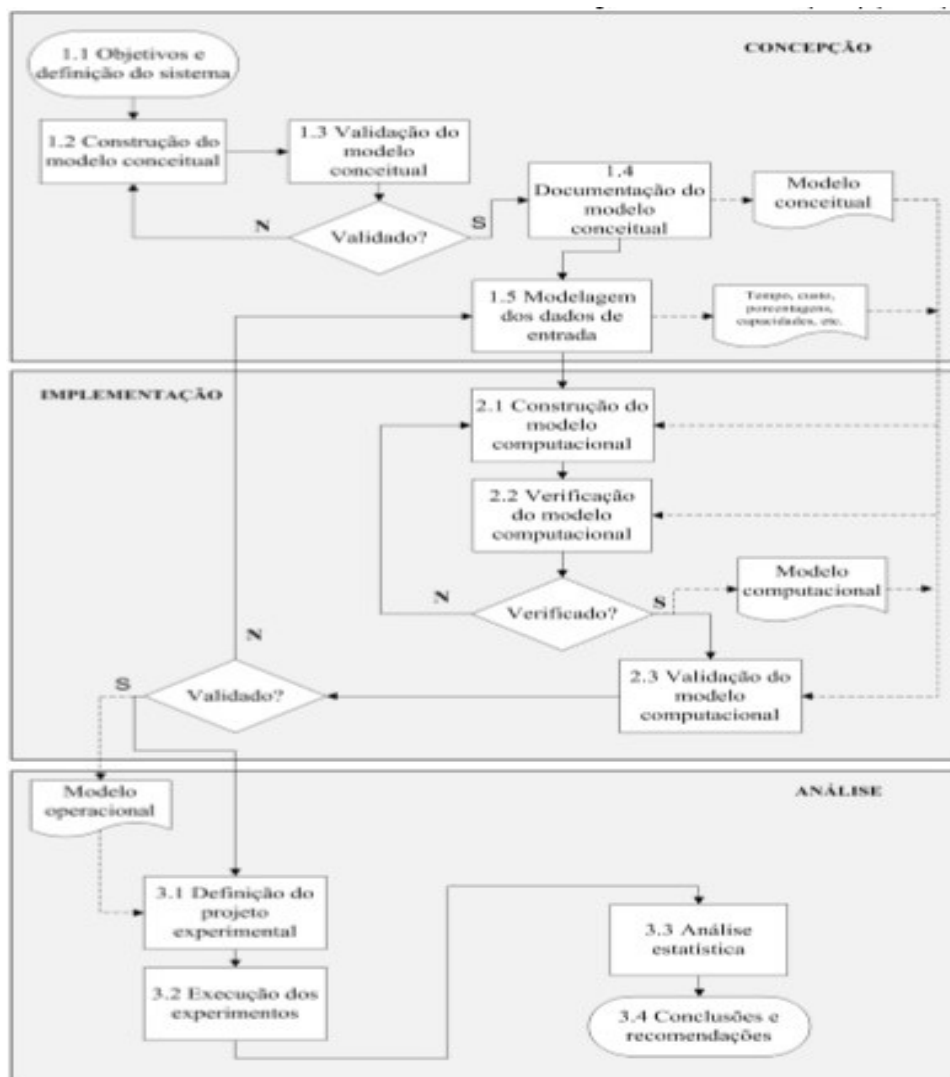 CONCEPÇÃO
1.1 Objetivos e
definição do sistema
1.2 Construção do
modelo conceitual
1.3 Validação do
modelo
conceitual
Validado?
N
S
1.4
Documentação do
modelo
conceitual
Modelo
conceitual
1.5 Modelagem
dos dados de
entrada
Tempo, custo,
porcentagens,
capacidades, etc.
IMPLEMENTAÇÃO
2.1 Construção do
modelo
computacional
2.2 Verificação
do modelo
computacional
Verificado?
N
S
Modelo
computacional
2.3 Validação do
modelo
computacional
Validado?
N
S
ANÁLISE
Modelo
operacional
3.1 Definição do
projeto
experimental
3.2 Execução dos
experimentos
3.3 Análise
estatística
3.4 Conclusões e
recomendações